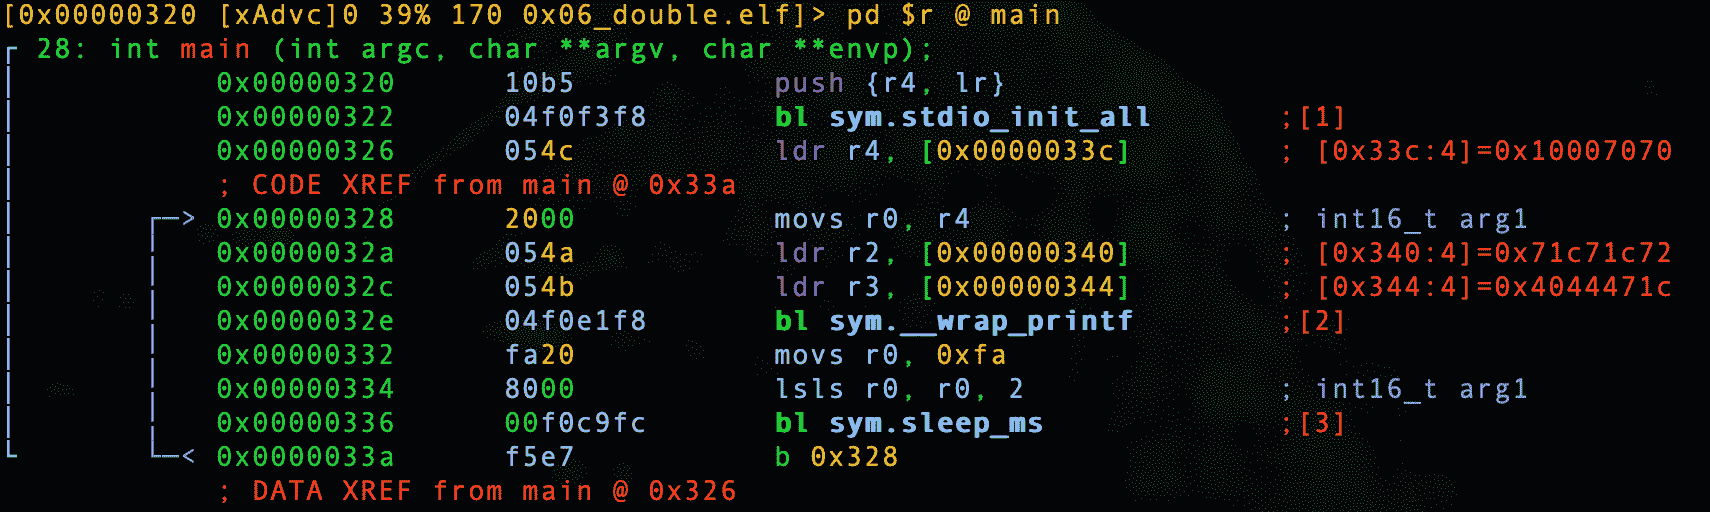 [0x00000320 [xAdvc]0 39% 170 0x06_double.elf]> pd $r @ main
28: int main (int argc, char **argv, char **envp);
0x00000320 10b5 push {r4, lr}
0x00000322 04f0f3f8 bl sym.stdio_init_all ;[1]
0x00000326 054c ldr r4, [0x0000033c] ; [0x33c:4]=0x10007070
; CODE XREF from main @ 0x33a
0x00000328 2000 movs r0, r4 ; int16_t arg1
0x0000032a 054a ldr r2, [0x00000340] ; [0x340:4]=0x71c71c72
0x0000032c 054b ldr r3, [0x00000344] ; [0x344:4]=0x4044471c
0x0000032e 04f0e1f8 bl sym.__wrap_printf ;[2]
0x00000332 fa20 movs r0, 0xfa
0x00000334 8000 lsls r0, r0, 2 ; int16_t arg1
0x00000336 00f0c9fc bl sym.sleep_ms ;[3]
0x0000033a f5e7 b 0x328
; DATA XREF from main @ 0x326